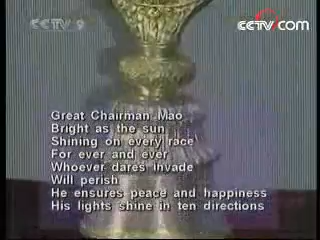 CCTV 9
CCTV.com
Great Chairman Mao
Bright as the sun
Shining on every race
For ever and ever
Whoever dares invade
Will perish
He ensures peace and happiness
His lights shine in ten directions